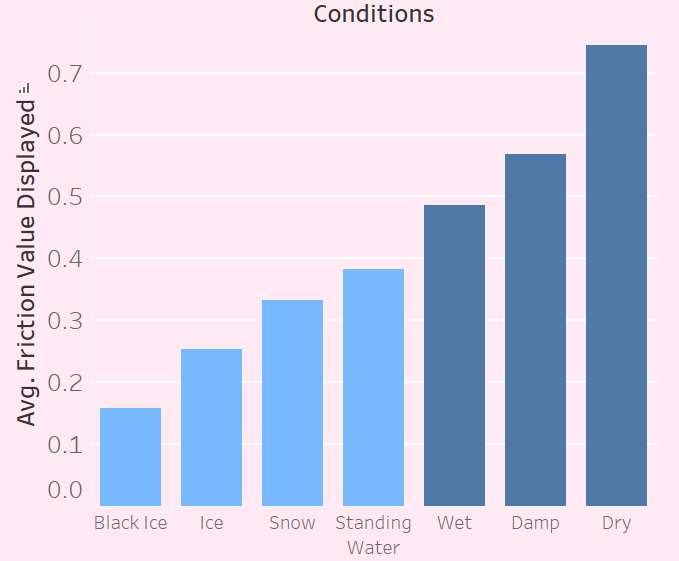 Conditions
Avg. Friction Value Displayed
0.7
0.6
0.5
0.4
0.3
0.2
0.1
0.0
Black Ice
Ice
Snow
Standing
Water
Wet
Damp
Dry